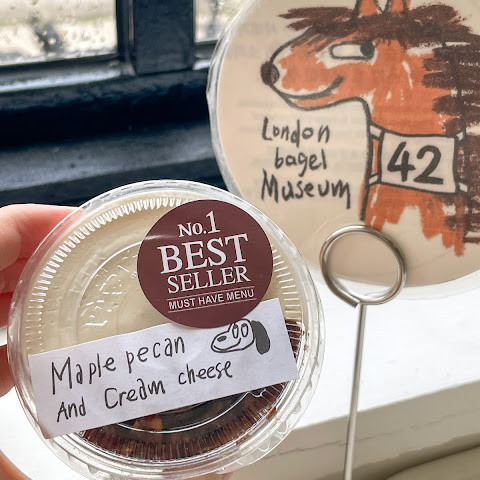 London
bagel
Museum
42
No.1
BEST
SELLER
MUST HAVE MENU
Maple pecan
And Cream cheese